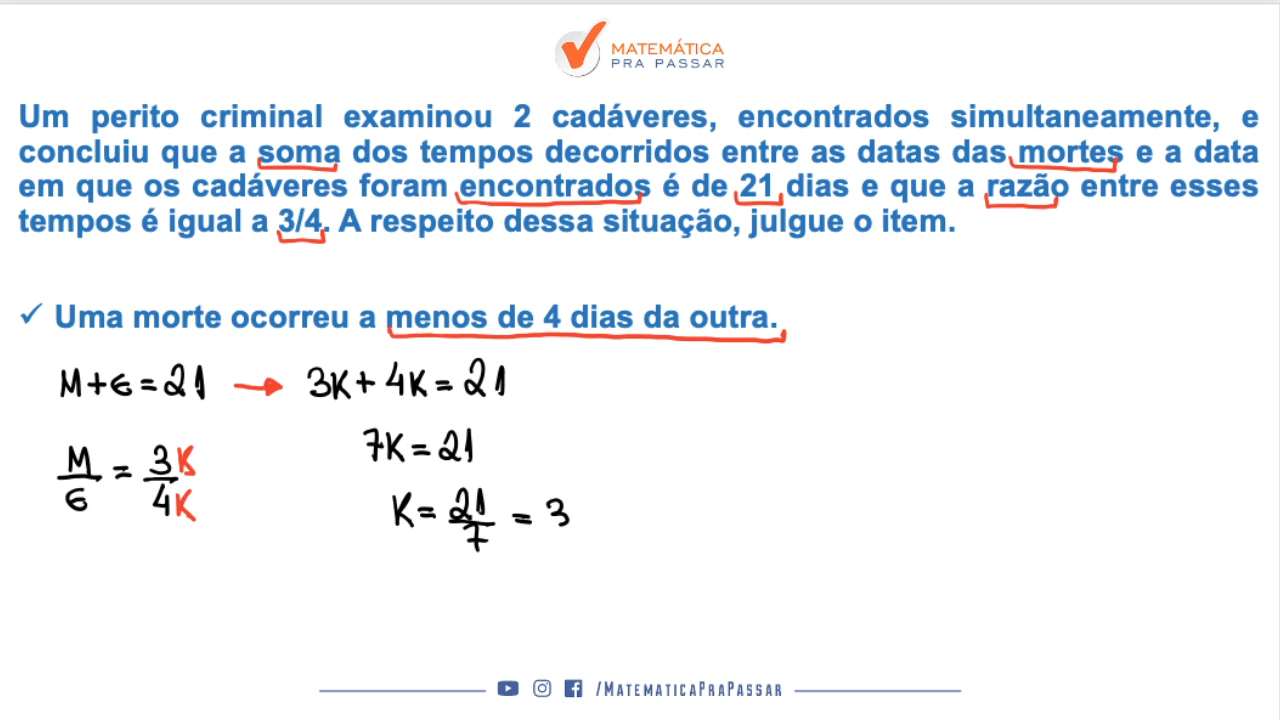 MATEMÁTICA
PRA PASSAR
Um perito criminal examinou 2 cadáveres, encontrados simultaneamente, e
concluiu que a soma dos tempos decorridos entre as datas das mortes e a data
em que os cadáveres foram encontrados é de 21 dias e que a razão entre esses
tempos é igual a 3/4. A respeito dessa situação, julgue o item.
✓ Uma morte ocorreu a menos de 4 dias da outra.
M+E=21 → 3K+4K=21
7K=21
M/E = 3K/4K
K=21/7 = 3
/MATEMATICAPRAPASSAR